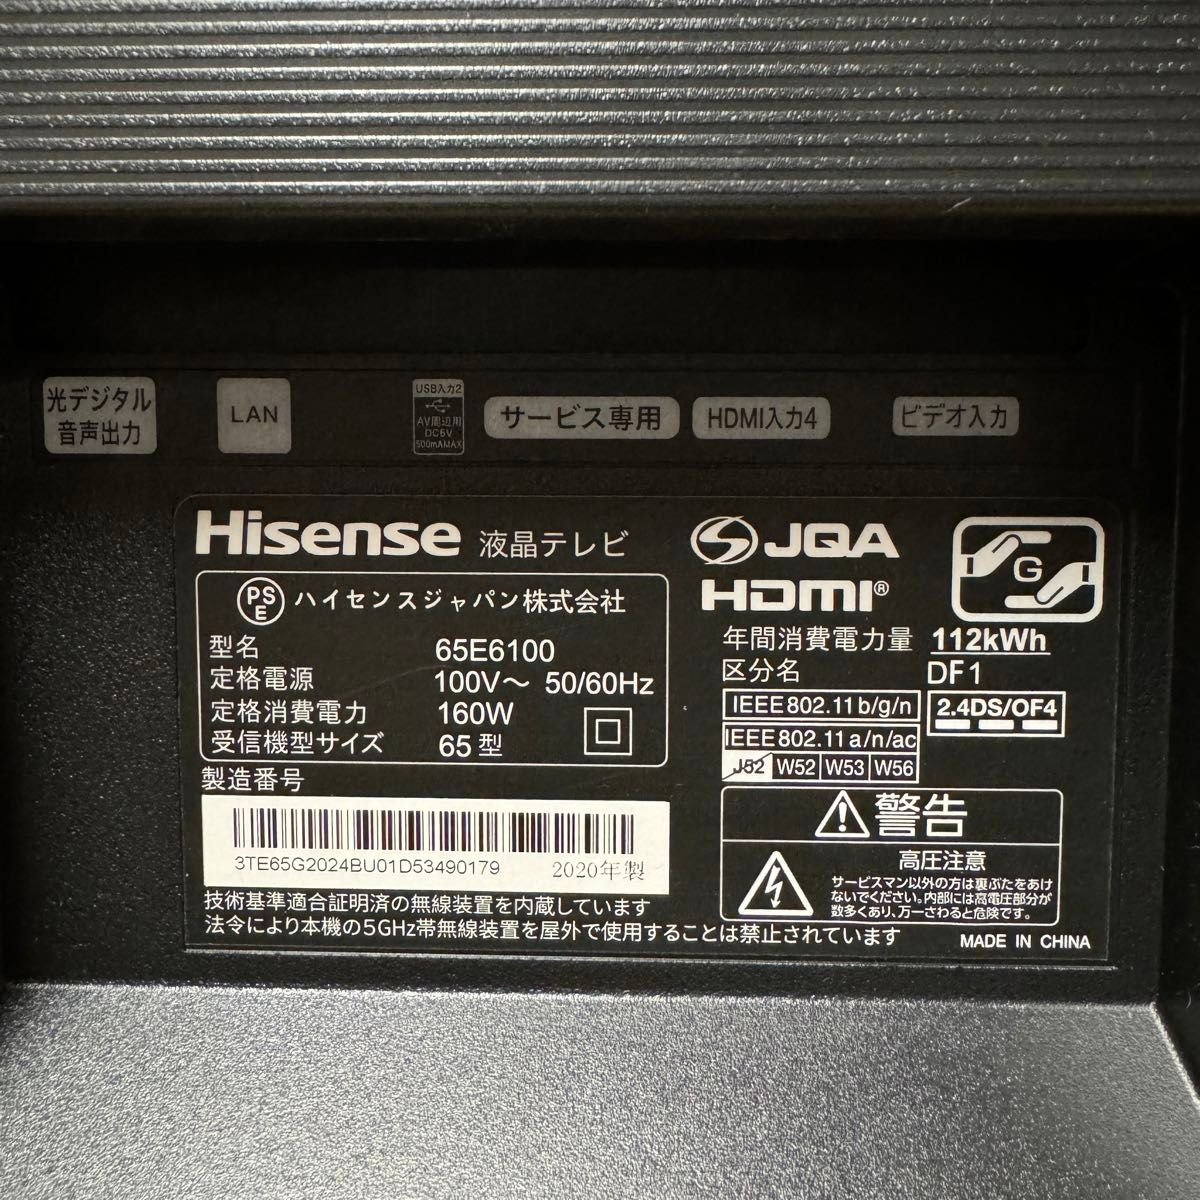 光デジタル
音声出力
LAN
USB入力2
AV周辺用
DC5V
500mAMAX
サービス専用
HDMI入力4
ビデオ入力
Hisense 液晶テレビ
PSE ハイセンスジャパン株式会社
型名 65E6100
定格電源 100V～ 50/60Hz
定格消費電力 160W
受信機型サイズ 65型
製造番号
3TE65G2024BU01D53490179 2020年製
技術基準適合証明済の無線装置を内蔵しています
法令により本機の5GHz帯無線装置を屋外で使用することは禁止されています
JQA
HDMI®
G
年間消費電力量 112kWh
区分名 DF1
IEEE802.11b/g/n 2.4DS/OF4
IEEE802.11a/n/ac
J52 W52 W53 W56
警告
高圧注意
サービスマン以外の方は裏ぶたをあけ
ないでください。内部には高電圧部分が
数多くあり、万一さわると危険です。
MADE IN CHINA